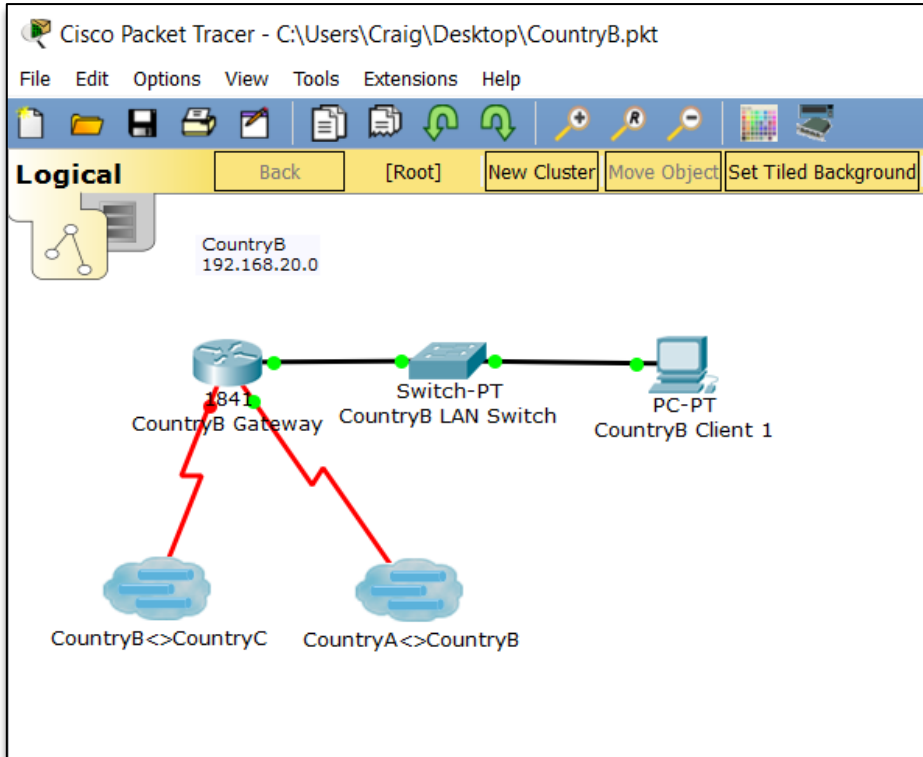 Cisco Packet Tracer - C:\Users\Craig\Desktop\CountryB.pkt
File Edit Options View Tools Extensions Help
Logical Back [Root] New Cluster Move Object Set Tiled Background
CountryB
192.168.20.0
1841
CountryB Gateway
Switch-PT
CountryB LAN Switch
PC-PT
CountryB Client 1
CountryB<>CountryC
CountryA<>CountryB